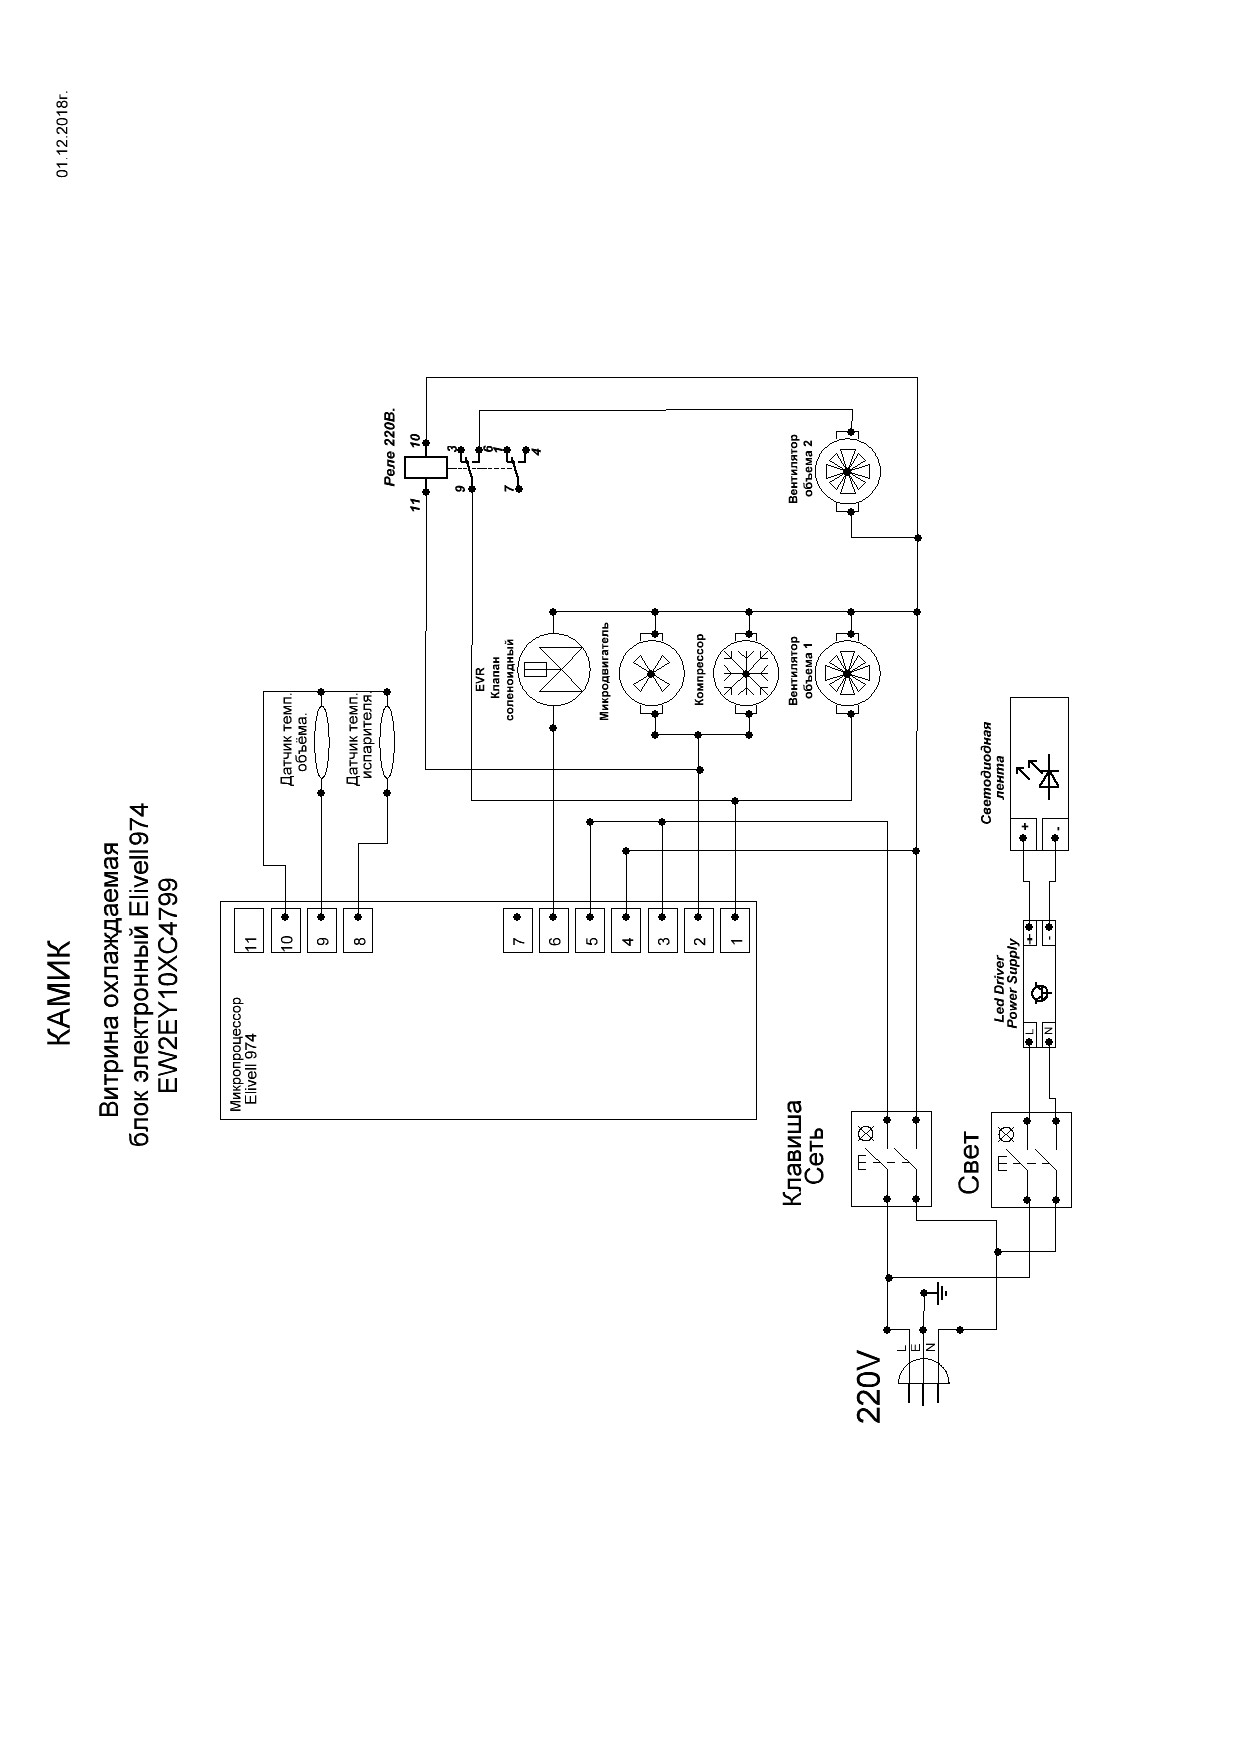 01.12.2018г.
КАМИК
Витрина охлаждаемая
блок электронный Elivell 974
EW2EY10XC4799
Реле 220В.
11
10
9
3
6
7
1
4
Датчик темп.
объёма.
Датчик темп.
испарителя.
EVR
Клапан
соленоидный
Микродвигатель
Компрессор
Вентилятор
объема 1
Вентилятор
объема 2
Микропроцессор
Elivell 974
11
10
9
8
7
6
5
4
3
2
1
Клавиша
Сеть
Свет
220V
L
E
N
Led Driver
Power Supply
L
N
+
-
Светодиодная
лента
+
-